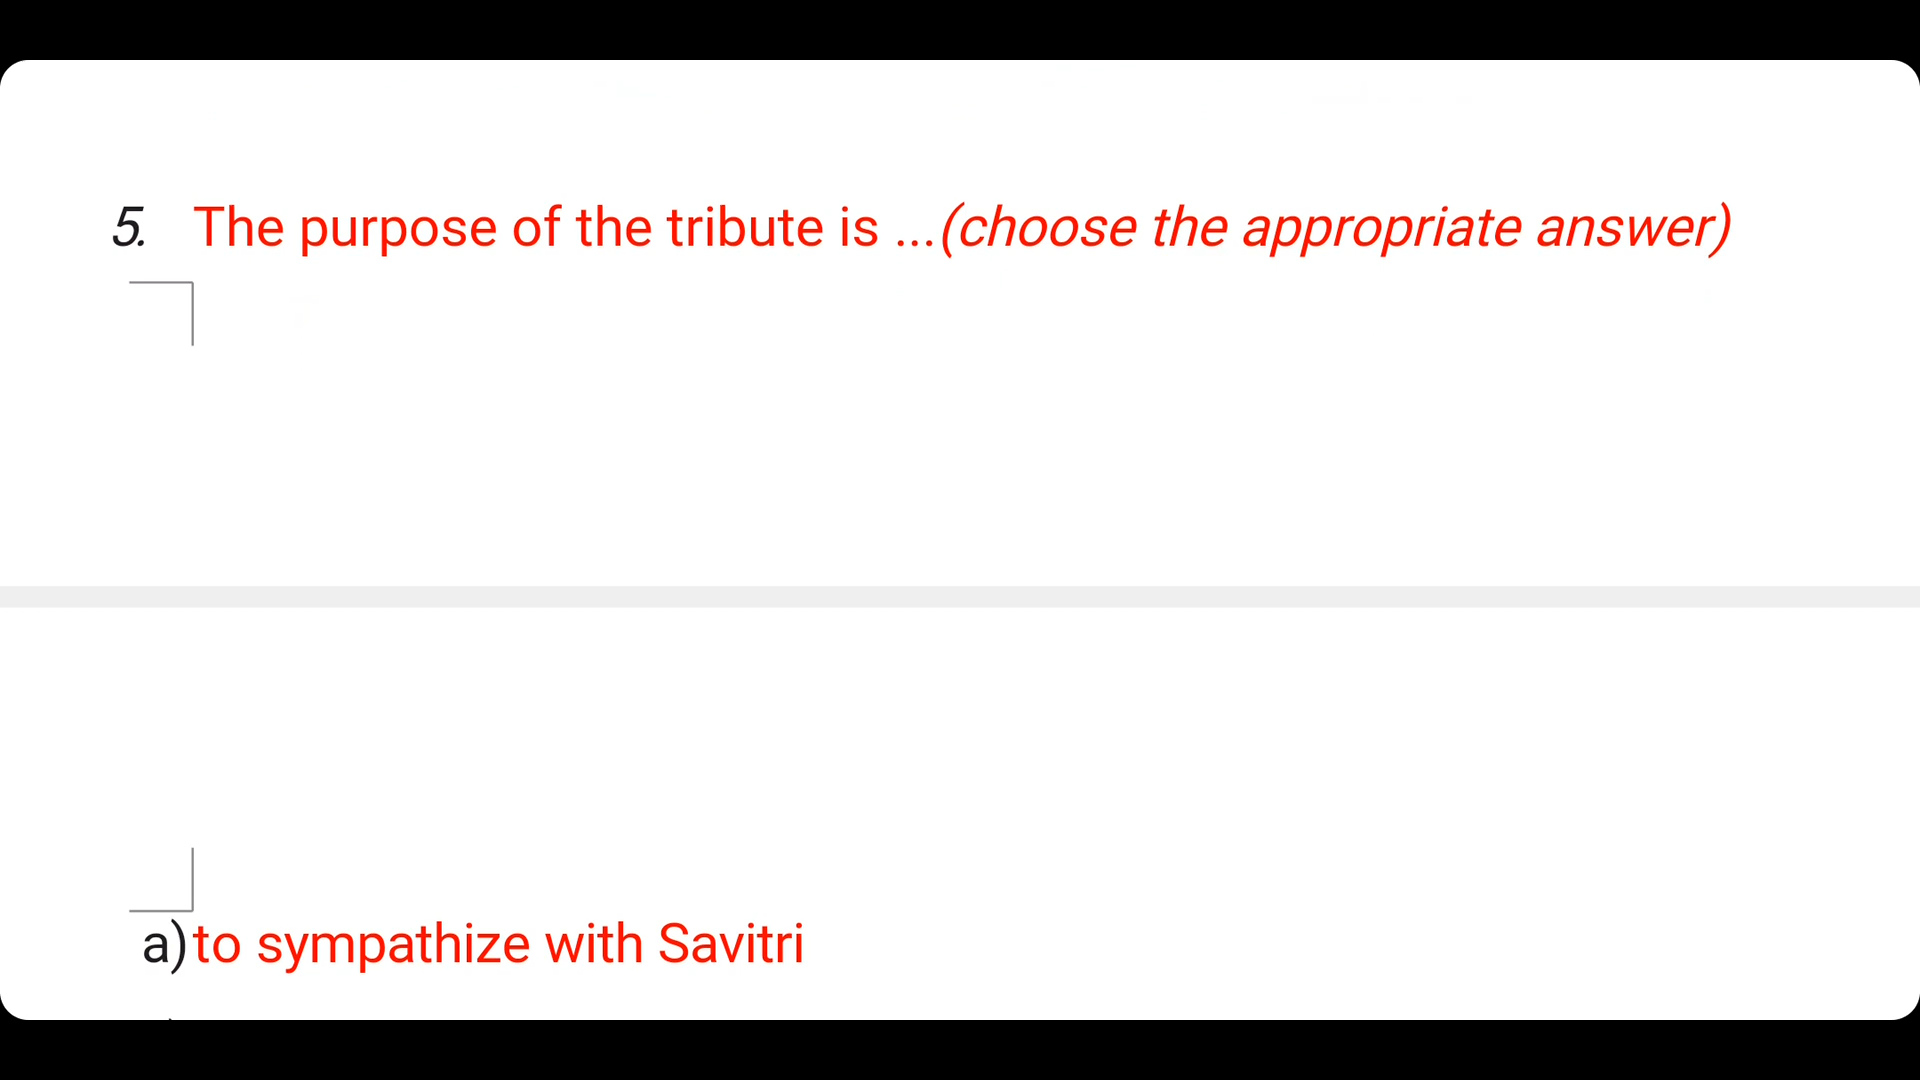 5. The purpose of the tribute is ...(choose the appropriate answer)
a) to sympathize with Savitri